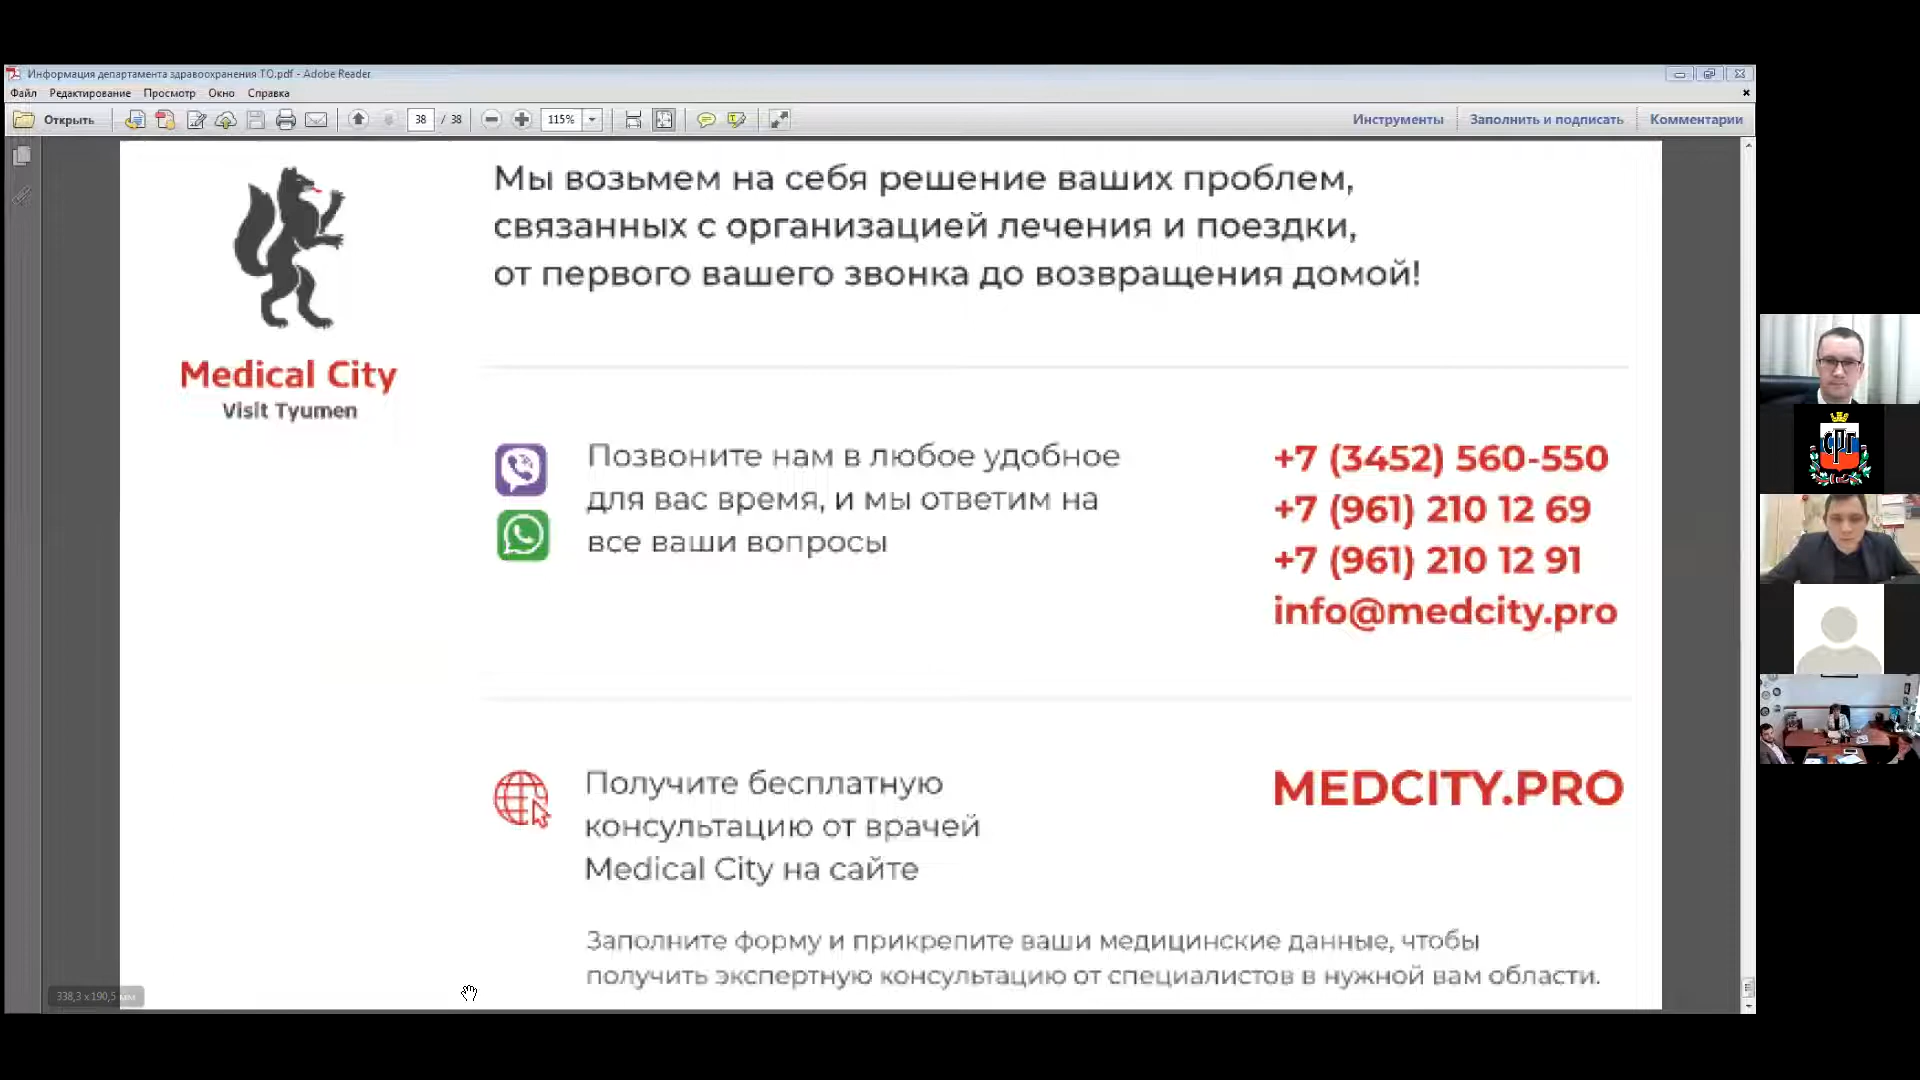 Информация департамента здравоохранения ТО.pdf - Adobe Reader
Файл Редактирование Просмотр Окно Справка
Открыть 38 / 38 115% Инструменты Заполнить и подписать Комментарии
Мы возьмем на себя решение ваших проблем,
связанных с организацией лечения и поездки,
от первого вашего звонка до возвращения домой!
Medical City
Visit Tyumen
Позвоните нам в любое удобное
для вас время, и мы ответим на
все ваши вопросы
+7 (3452) 560-550
+7 (961) 210 12 69
+7 (961) 210 12 91
info@medcity.pro
Получите бесплатную
консультацию от врачей
Medical City на сайте
MEDCITY.PRO
Заполните форму и прикрепите ваши медицинские данные, чтобы
получить экспертную консультацию от специалистов в нужной вам области.
338,3 x 190,5 мм